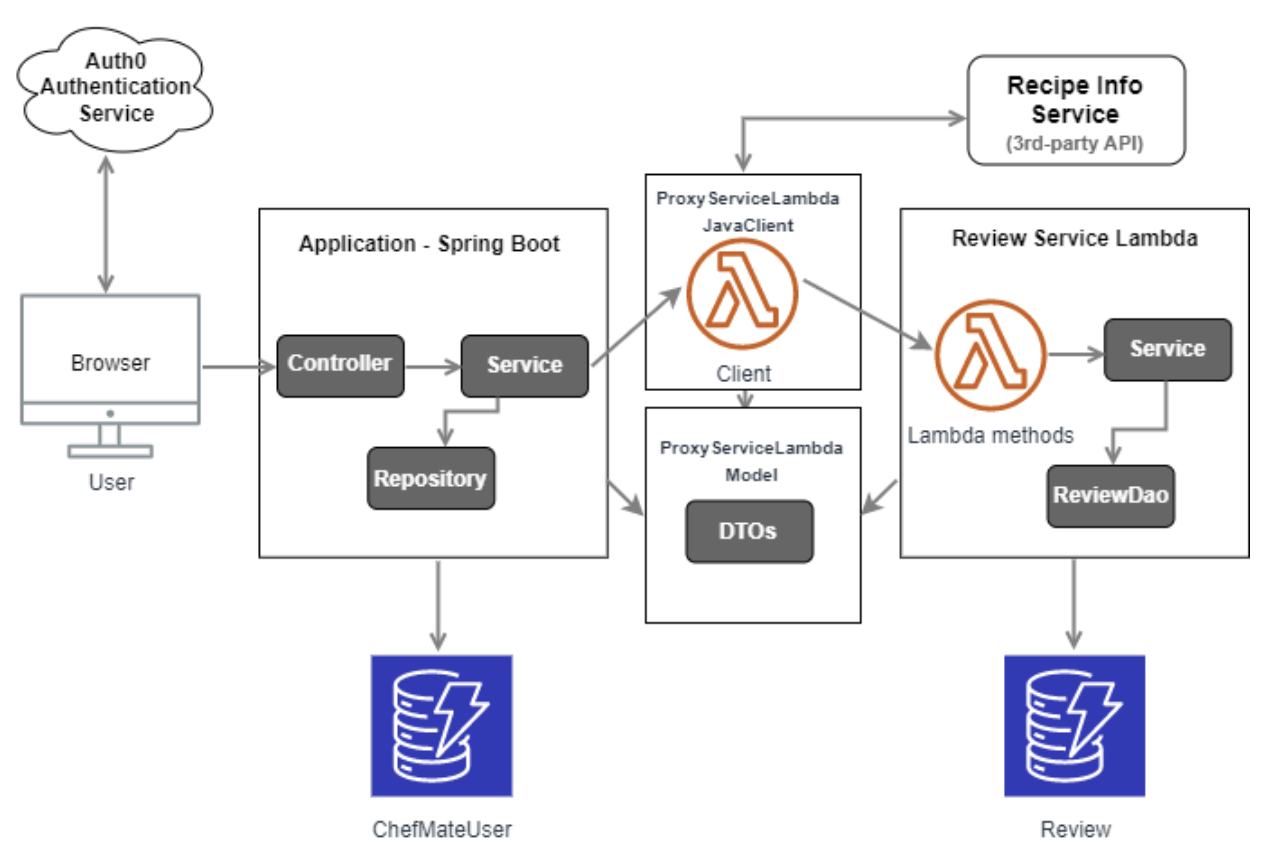 Auth0
Authentication
Service
Recipe Info
Service
(3rd-party API)
ProxyServiceLambda
JavaClient
Application - Spring Boot
Review Service Lambda
Browser
Controller
Service
Client
Service
Lambda methods
User
Repository
ProxyServiceLambda
Model
DTOs
ReviewDao
ChefMateUser
Review